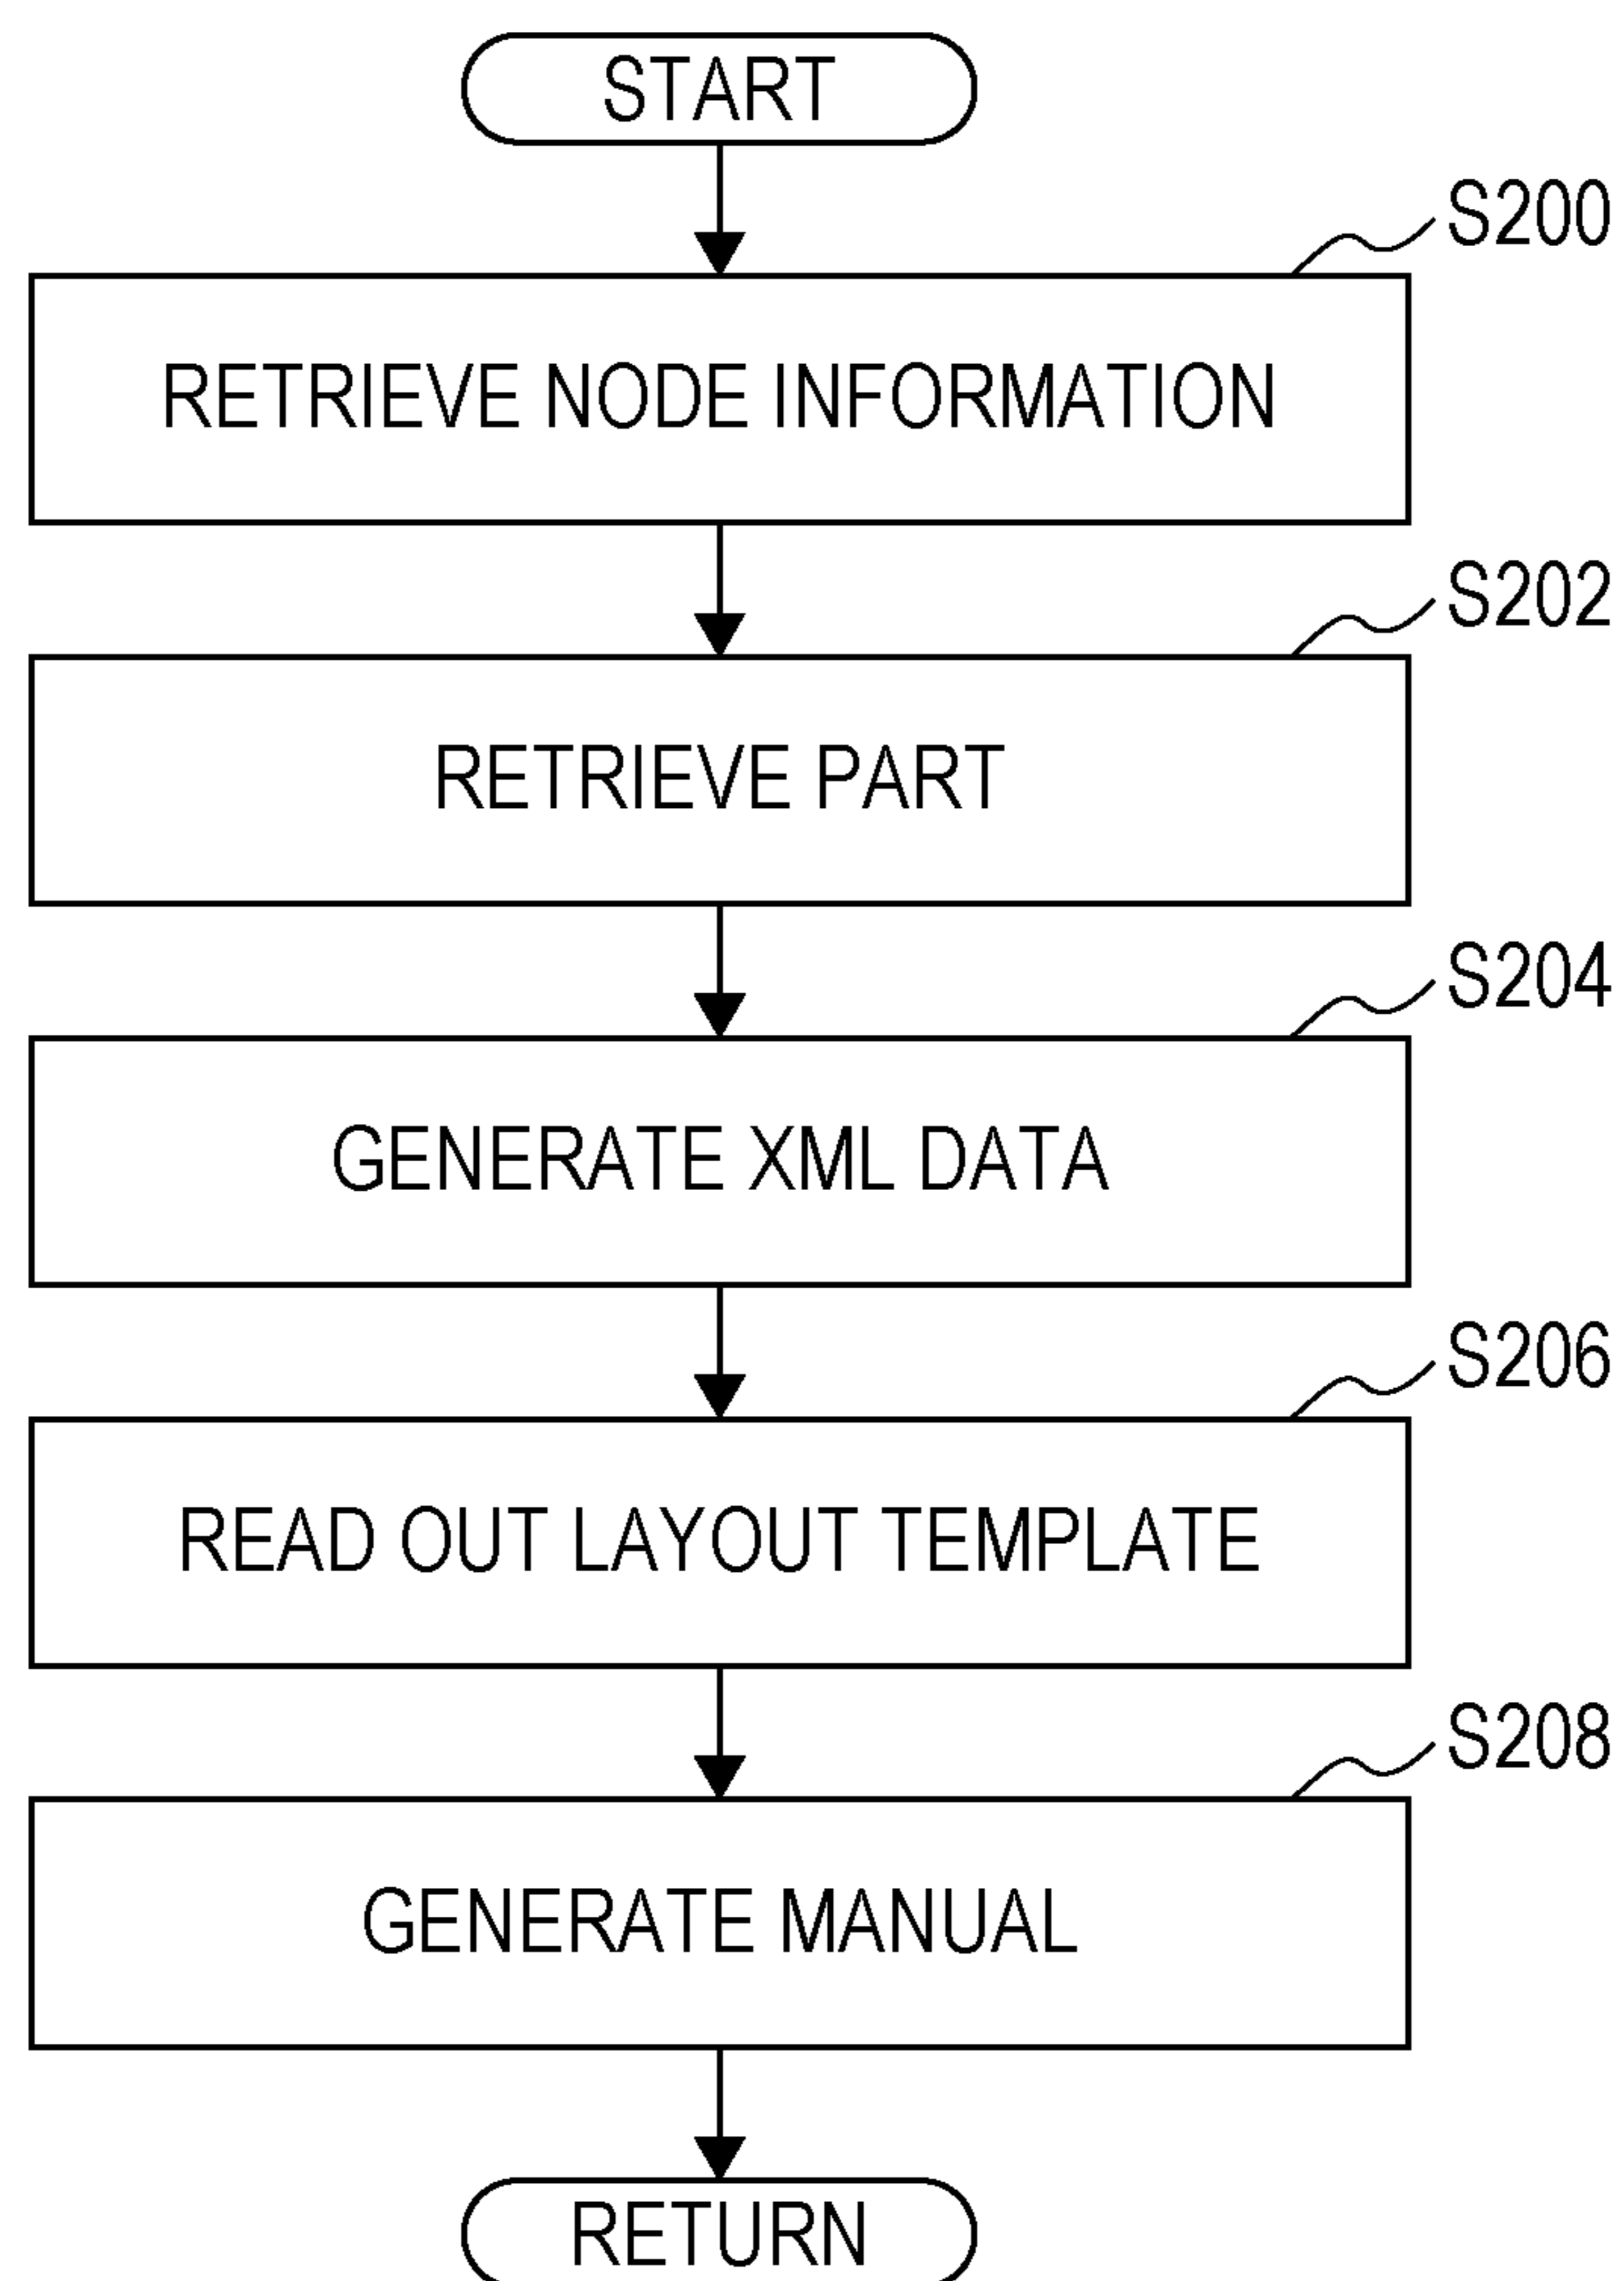 START
S200
RETRIEVE NODE INFORMATION
S202
RETRIEVE PART
S204
GENERATE XML DATA
S206
READ OUT LAYOUT TEMPLATE
S208
GENERATE MANUAL
RETURN